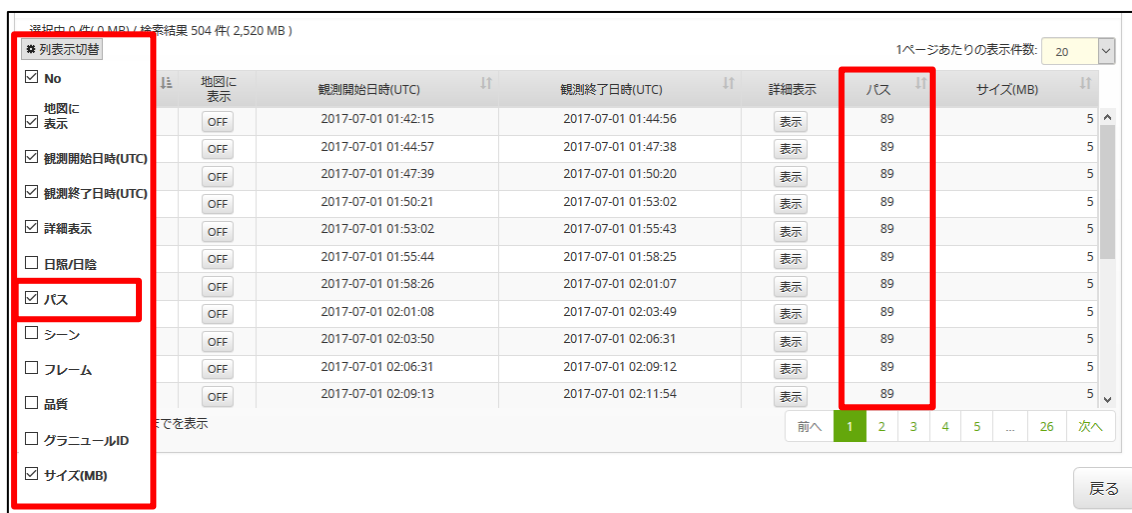 選択中 0 件( 0 MB) / 検索結果 504 件( 2,520 MB )
列表示切替
1ページあたりの表示件数: 20
No
地図に
表示
観測開始日時(UTC)
観測終了日時(UTC)
詳細表示
日照/日陰
パス
シーン
フレーム
品質
グラニュールID
サイズ(MB)
地図に
表示 観測開始日時(UTC) 観測終了日時(UTC) 詳細表示 パス サイズ(MB)
OFF 2017-07-01 01:42:15 2017-07-01 01:44:56 表示 89 5
OFF 2017-07-01 01:44:57 2017-07-01 01:47:38 表示 89 5
OFF 2017-07-01 01:47:39 2017-07-01 01:50:20 表示 89 5
OFF 2017-07-01 01:50:21 2017-07-01 01:53:02 表示 89 5
OFF 2017-07-01 01:53:02 2017-07-01 01:55:43 表示 89 5
OFF 2017-07-01 01:55:44 2017-07-01 01:58:25 表示 89 5
OFF 2017-07-01 01:58:26 2017-07-01 02:01:07 表示 89 5
OFF 2017-07-01 02:01:08 2017-07-01 02:03:49 表示 89 5
OFF 2017-07-01 02:03:50 2017-07-01 02:06:31 表示 89 5
OFF 2017-07-01 02:06:31 2017-07-01 02:09:12 表示 89 5
OFF 2017-07-01 02:09:13 2017-07-01 02:11:54 表示 89 5
までを表示
前へ 1 2 3 4 5 ... 26 次へ
戻る